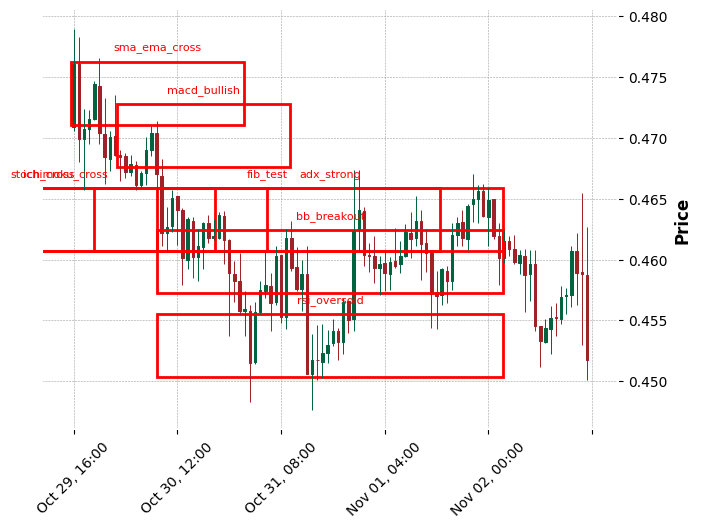 0.480
sma_ema_cross
0.475
macd_bullish
0.470
stoch_cross
fib_test
adx_strong
0.465
bb_breakout
Price
0.460
rsi_oversold
0.455
0.450
Oct 29, 16:00
Oct 30, 12:00
Oct 31, 08:00
Nov 01, 04:00
Nov 02, 00:00